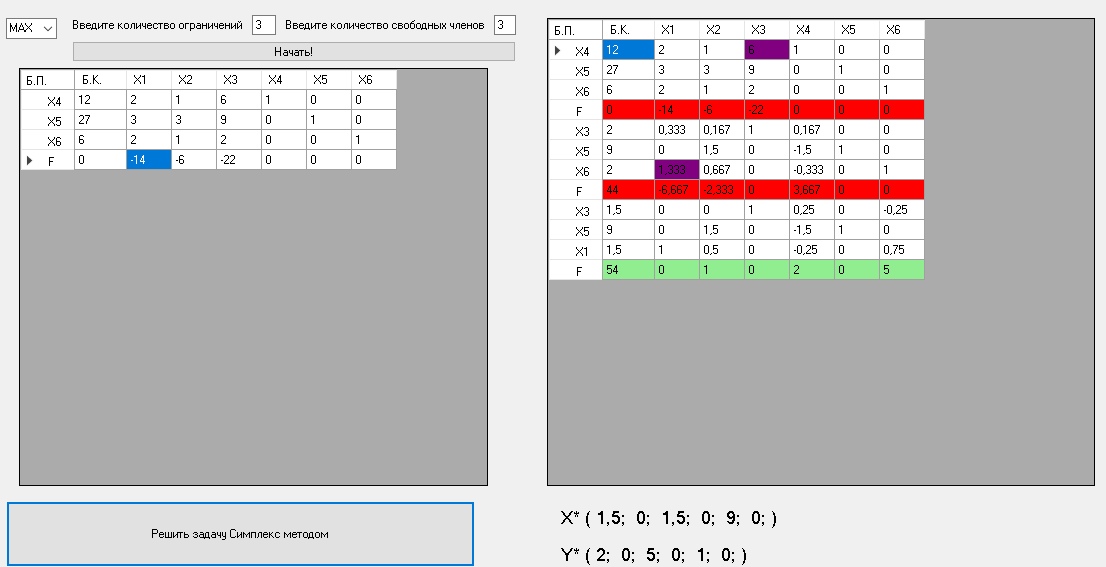 MAX Введите количество ограничений 3 Введите количество свободных членов 3
Начать!
Б.П. Б.К. X1 X2 X3 X4 X5 X6
X4 12 2 1 6 1 0 0
X5 27 3 3 9 0 1 0
X6 6 2 1 2 0 0 1
F 0 -14 -6 -22 0 0 0
Решить задачу Симплекс методом
Б.П. Б.К. X1 X2 X3 X4 X5 X6
X4 12 2 1 6 1 0 0
X5 27 3 3 9 0 1 0
X6 6 2 1 2 0 0 1
F 0 -14 -6 -22 0 0 0
X3 2 0,333 0,167 1 0,167 0 0
X5 9 0 1,5 0 -1,5 1 0
X6 2 1,333 0,667 0 -0,333 0 1
F 44 -6,667 -2,333 0 3,667 0 0
X3 1,5 0 0 1 0,25 0 -0,25
X5 9 0 1,5 0 -1,5 1 0
X1 1,5 1 0,5 0 -0,25 0 0,75
F 54 0 1 0 2 0 5
X* ( 1,5; 0; 1,5; 0; 9; 0; )
Y* ( 2; 0; 5; 0; 1; 0; )